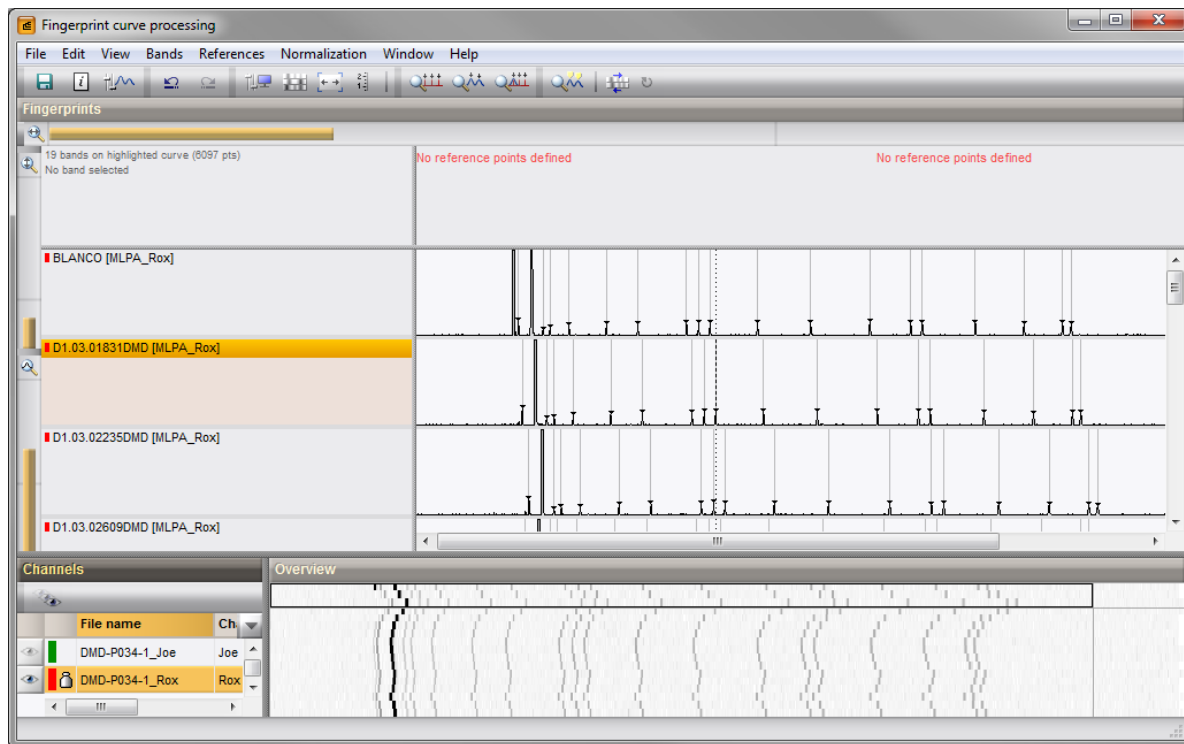 Fingerprint curve processing
File Edit View Bands References Normalization Window Help
Fingerprints
19 bands on highlighted curve (6097 pts)
No band selected
No reference points defined
No reference points defined
BLANCO [MLPA_Rox]
D1.03.01831DMD [MLPA_Rox]
D1.03.02235DMD [MLPA_Rox]
D1.03.02609DMD [MLPA_Rox]
Channels
Overview
File name Ch
DMD-P034-1_Joe Joe
DMD-P034-1_Rox Rox